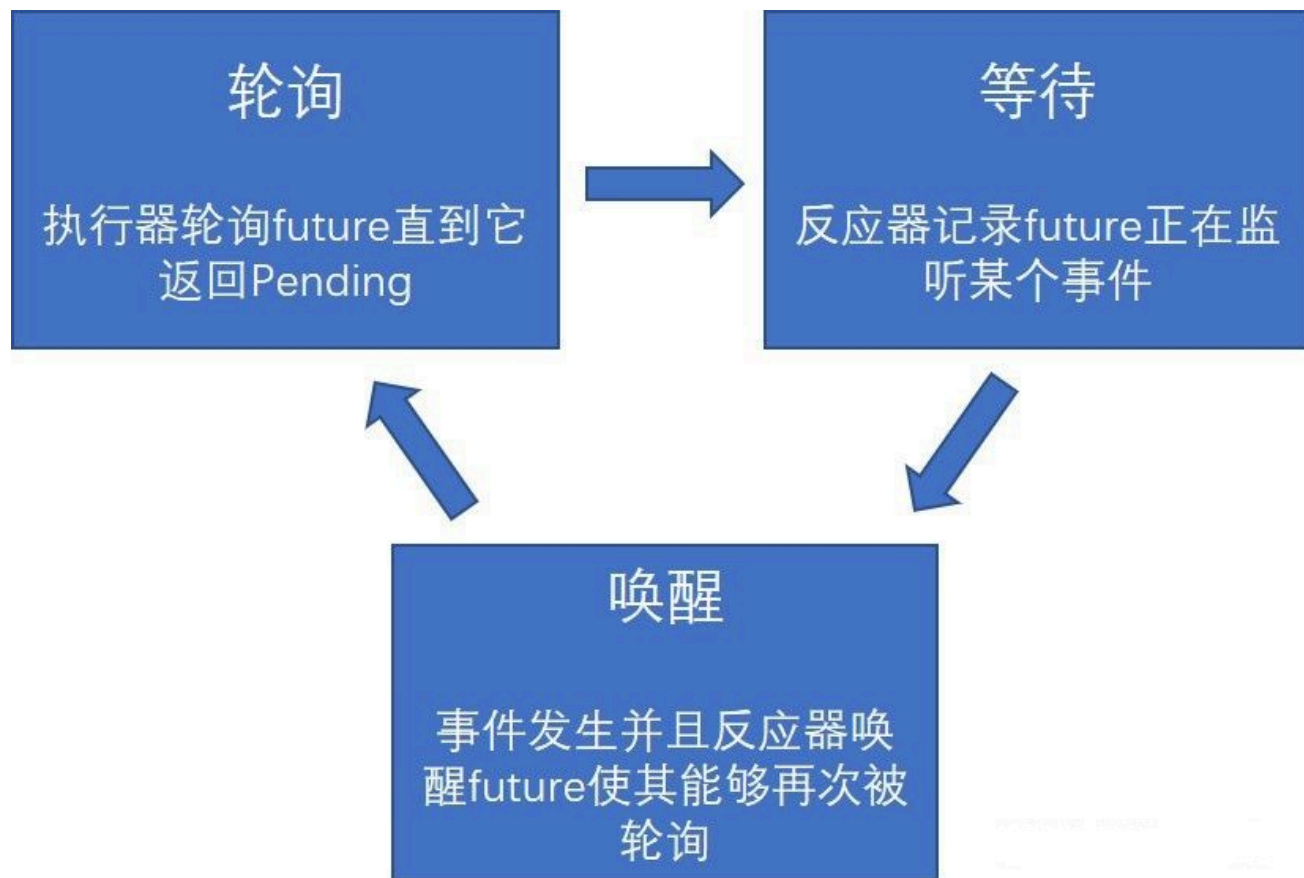 轮询
执行器轮询future直到它
返回Pending
等待
反应器记录future正在监
听某个事件
唤醒
事件发生并且反应器唤
醒future使其能够再次被
轮询